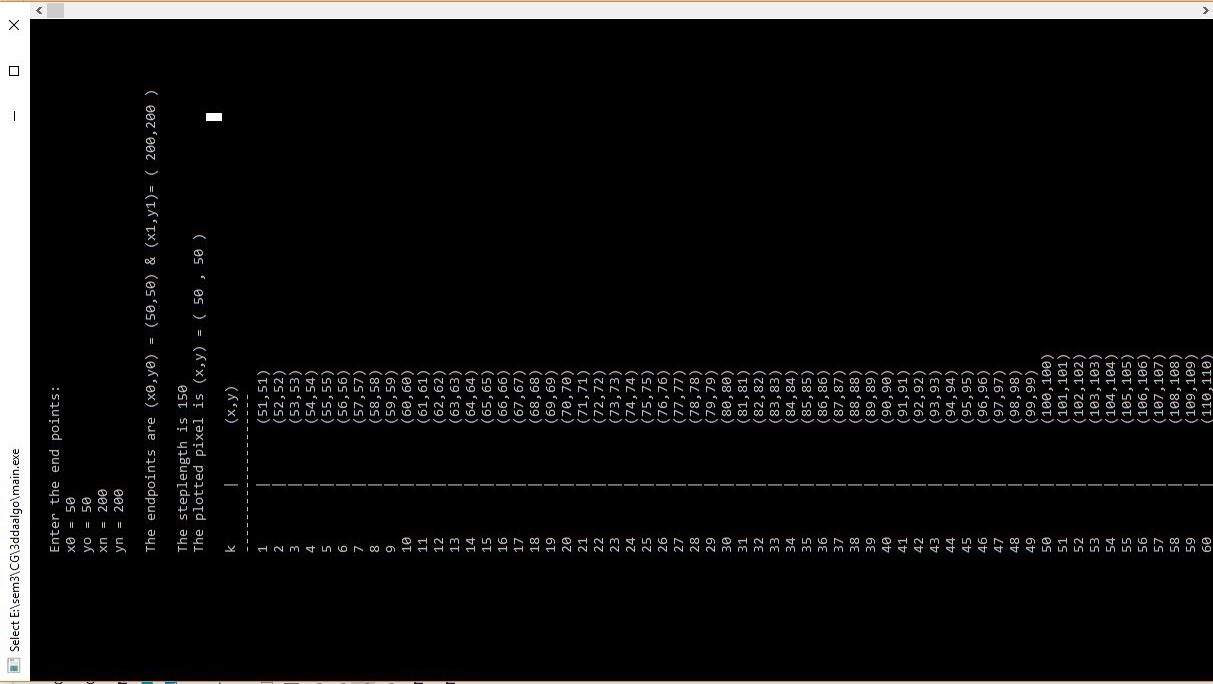 Select E:\sem3\CG\3ddaalgo\main.exe
Enter the end points:
x0 = 50
yo = 50
xn = 200
yn = 200
The endpoints are (x0,y0) = (50,50) & (x1,y1)= ( 200,200 )
The steplength is 150
The plotted pixel is (x,y) = ( 50 , 50 )
k | (x,y)
--------------------
1 | (51,51)
2 | (52,52)
3 | (53,53)
4 | (54,54)
5 | (55,55)
6 | (56,56)
7 | (57,57)
8 | (58,58)
9 | (59,59)
10 | (60,60)
11 | (61,61)
12 | (62,62)
13 | (63,63)
14 | (64,64)
15 | (65,65)
16 | (66,66)
17 | (67,67)
18 | (68,68)
19 | (69,69)
20 | (70,70)
21 | (71,71)
22 | (72,72)
23 | (73,73)
24 | (74,74)
25 | (75,75)
26 | (76,76)
27 | (77,77)
28 | (78,78)
29 | (79,79)
30 | (80,80)
31 | (81,81)
32 | (82,82)
33 | (83,83)
34 | (84,84)
35 | (85,85)
36 | (86,86)
37 | (87,87)
38 | (88,88)
39 | (89,89)
40 | (90,90)
41 | (91,91)
42 | (92,92)
43 | (93,93)
44 | (94,94)
45 | (95,95)
46 | (96,96)
47 | (97,97)
48 | (98,98)
49 | (99,99)
50 | (100,100)
51 | (101,101)
52 | (102,102)
53 | (103,103)
54 | (104,104)
55 | (105,105)
56 | (106,106)
57 | (107,107)
58 | (108,108)
59 | (109,109)
60 | (110,110)